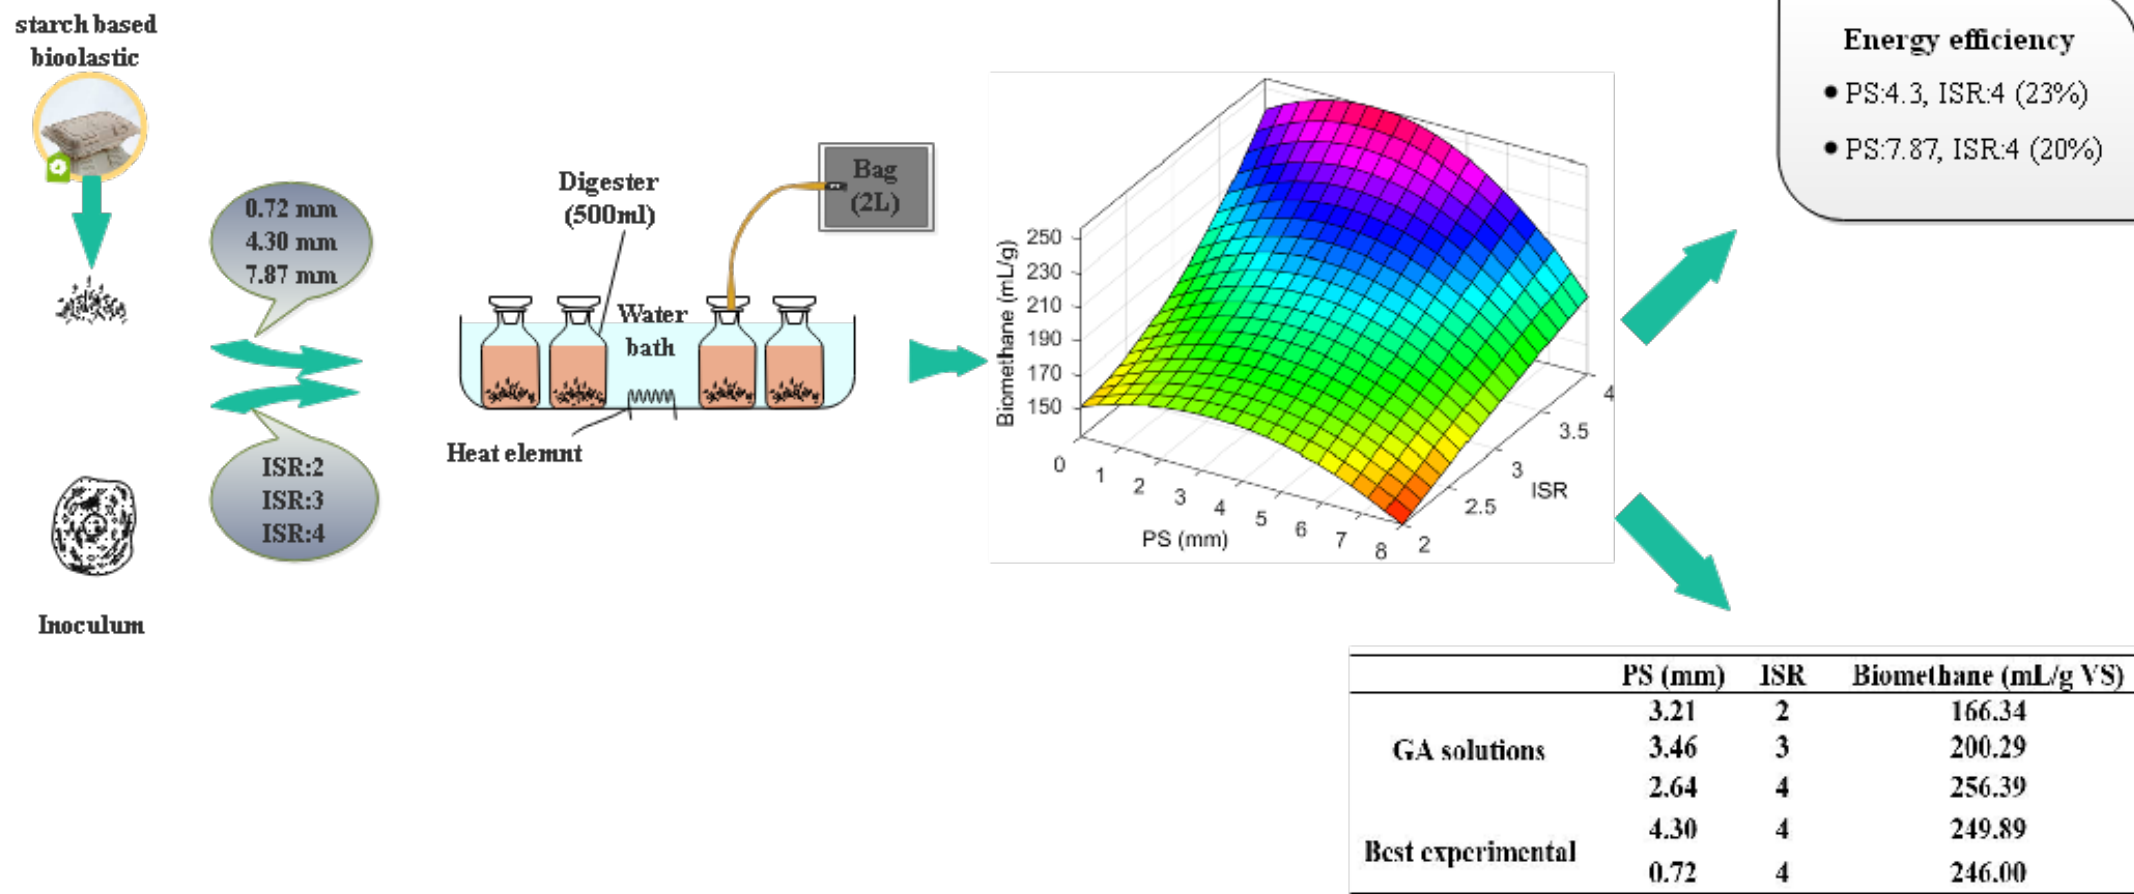 starch based
bioolastic
0.72 mm
4.30 mm
7.87 mm
ISR:2
ISR:3
ISR:4
Inoculum
Digester
(500ml)
Water
bath
Heat elemnt
Bag
(2L)
Biomethane (mL/g)
250
230
210
190
170
150
0
1
2
3
4
5
6
7
8
PS (mm)
2
2.5
3
3.5
4
ISR
Energy efficiency
• PS:4.3, ISR:4 (23%)
• PS:7.87, ISR:4 (20%)
PS (mm) ISR Biomethane (mL/g VS)
GA solutions
3.21 2 166.34
3.46 3 200.29
2.64 4 256.39
Best experimental
4.30 4 249.89
0.72 4 246.00